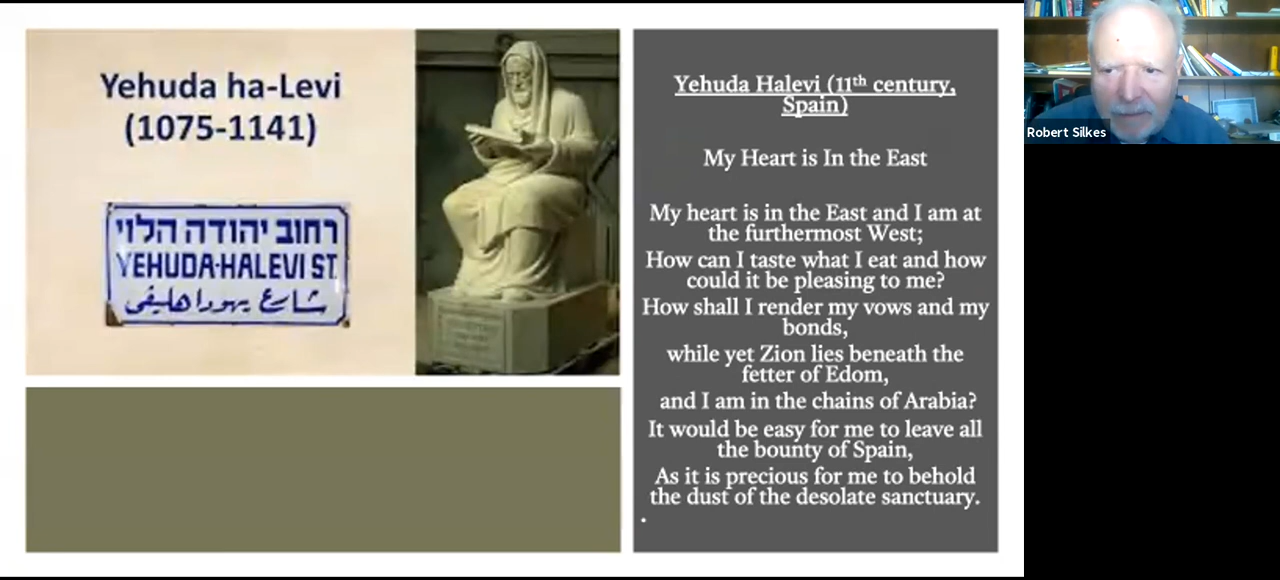 Yehuda ha-Levi
(1075-1141)
רחוב יהודה הלוי
YEHUDA·HALEVI ST.
شارع يهودا هليفي
Yehuda Halevi (11th century,
Spain)
My Heart is In the East
My heart is in the East and I am at
the furthermost West;
How can I taste what I eat and how
could it be pleasing to me?
How shall I render my vows and my
bonds,
while yet Zion lies beneath the
fetter of Edom,
and I am in the chains of Arabia?
It would be easy for me to leave all
the bounty of Spain,
As it is precious for me to behold
the dust of the desolate sanctuary.
.
Robert Silkes